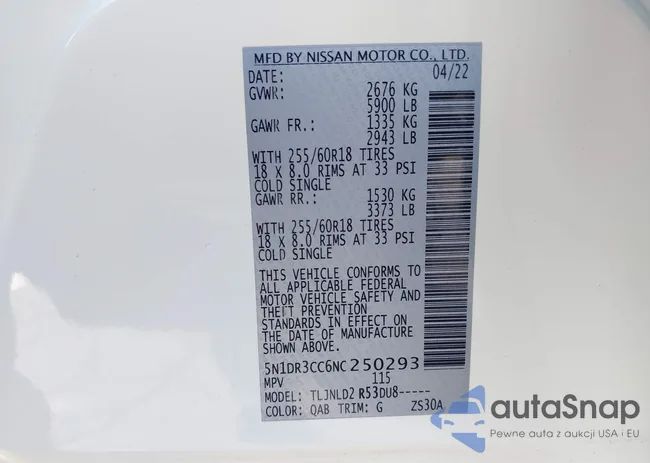 MFD BY NISSAN MOTOR CO., LTD.
DATE: 04/22
GVWR: 2676 KG
5900 LB
GAWR FR.: 1335 KG
2943 LB
WITH 255/60R18 TIRES
18 X 8.0 RIMS AT 33 PSI
COLD SINGLE
GAWR RR.: 1530 KG
3373 LB
WITH 255/60R18 TIRES
18 X 8.0 RIMS AT 33 PSI
COLD SINGLE
THIS VEHICLE CONFORMS TO
ALL APPLICABLE FEDERAL
MOTOR VEHICLE SAFETY AND
THEFT PREVENTION
STANDARDS IN EFFECT ON
THE DATE OF MANUFACTURE
SHOWN ABOVE.
5N1DR3CC6NC250293
MPV 115
MODEL: TLJNLD2 R53DU8-----
COLOR: QAB TRIM: G ZS30A
autaSnap
Pewne auta z aukcji USA i EU